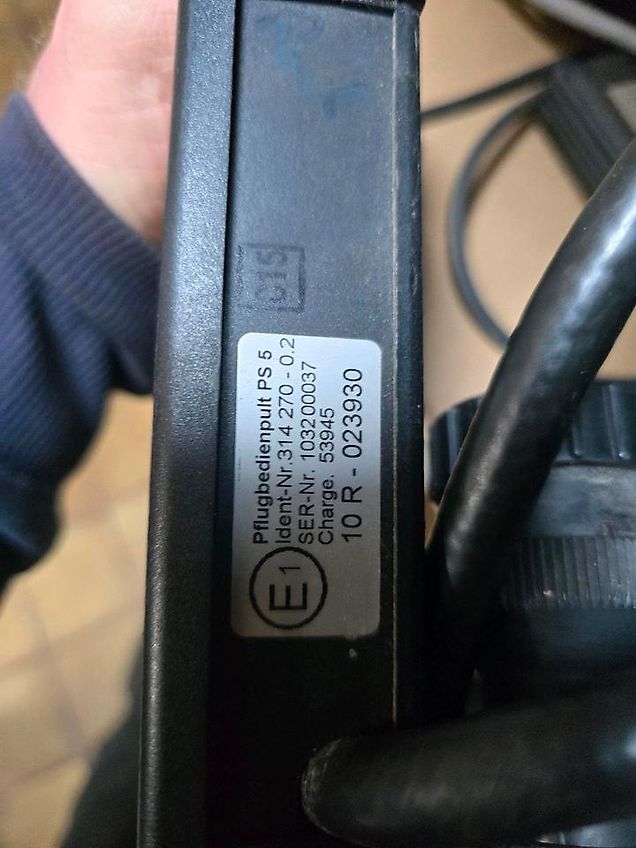 015
Pflugbedienpult PS 5
Ident-Nr.314 270 - 0.2
SER-Nr. 103200037
Charge. 53945
10 R - 023930
E1